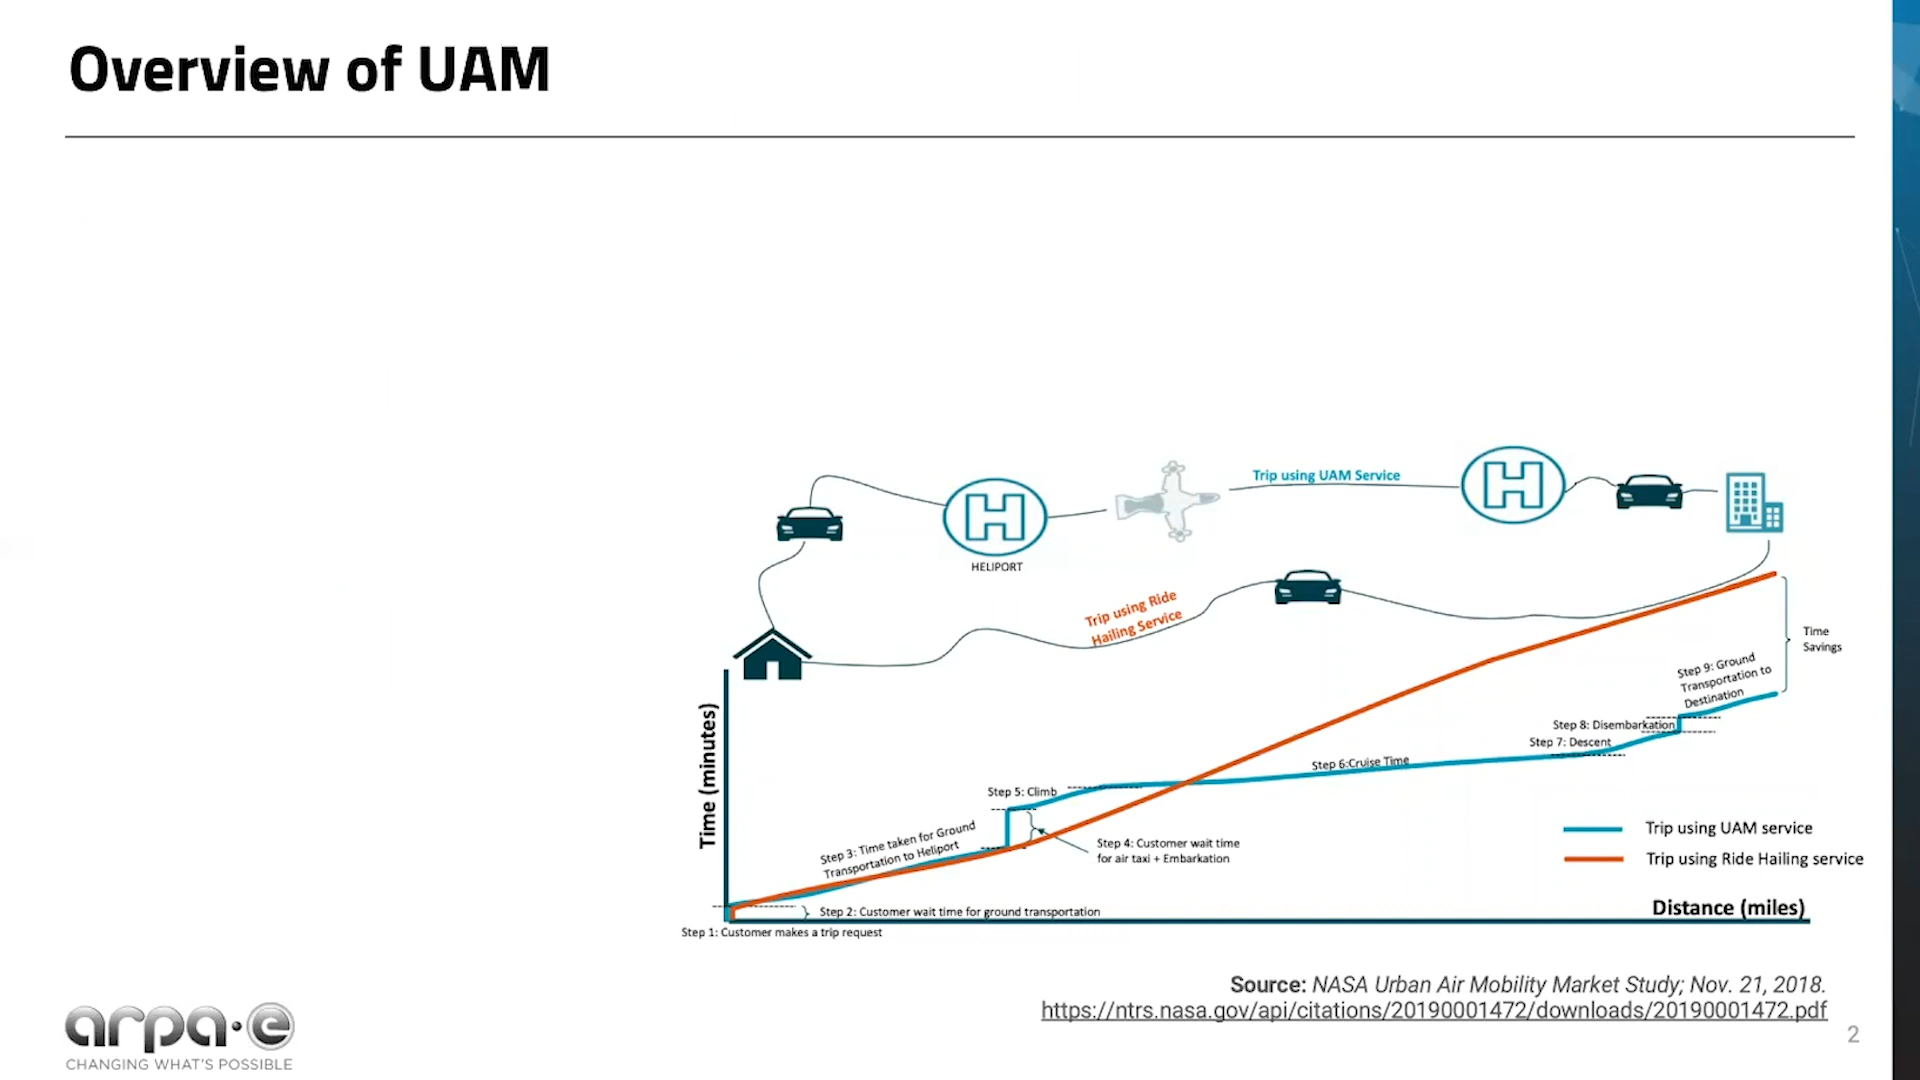 Overview of UAM
Trip using UAM Service
H
H
HELIPORT
Trip using Ride
Hailing Service
Time
Savings
Step 9: Ground
Transportation to
Destination
Step 8: Disembarkation
Step 7: Descent
Step 6:Cruise Time
Step 5: Climb
Time (minutes)
Step 3: Time taken for Ground
Transportation to Heliport
Step 4: Customer wait time
for air taxi + Embarkation
Trip using UAM service
Trip using Ride Hailing service
Step 2: Customer wait time for ground transportation
Distance (miles)
Step 1: Customer makes a trip request
Source: NASA Urban Air Mobility Market Study; Nov. 21, 2018.
https://ntrs.nasa.gov/api/citations/20190001472/downloads/20190001472.pdf
arpa·e
CHANGING WHAT'S POSSIBLE
2